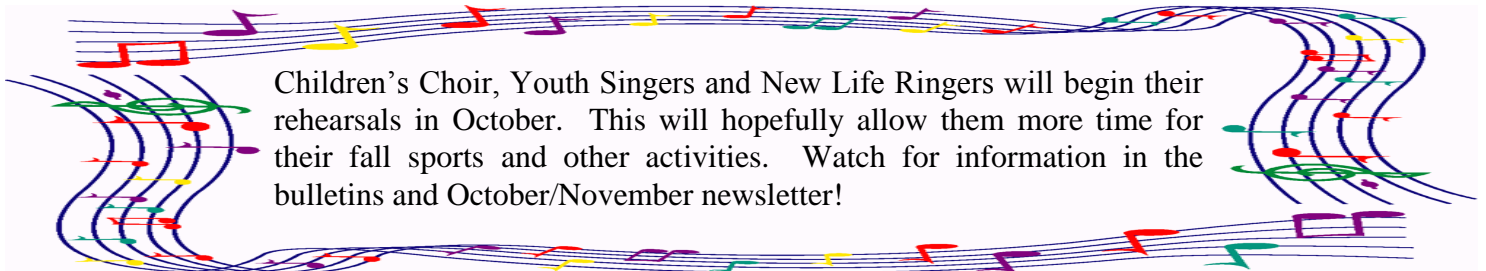 Children’s Choir, Youth Singers and New Life Ringers will begin their
rehearsals in October.  This will hopefully allow them more time for
their fall sports and other activities.  Watch for information in the
bulletins and October/November newsletter!